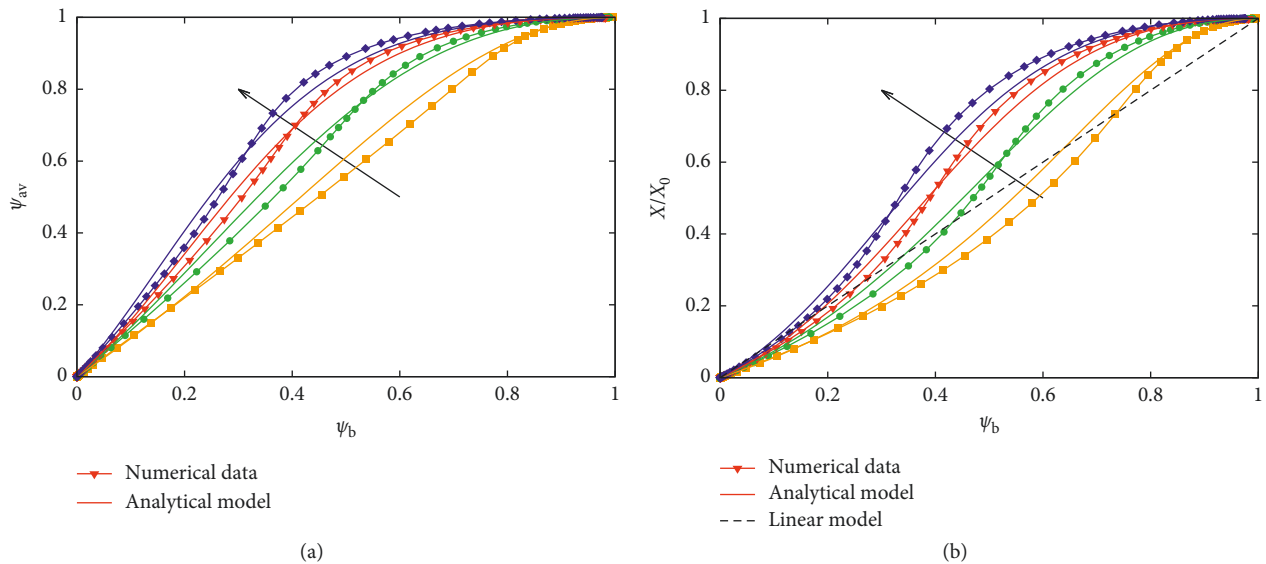 1
0.8
0.6
0.4
0.2
0
ψav
0 0.2 0.4 0.6 0.8 1
ψb
Numerical data
Analytical model
(a)
1
0.8
0.6
0.4
0.2
0
X/X0
0 0.2 0.4 0.6 0.8 1
ψb
Numerical data
Analytical model
Linear model
(b)